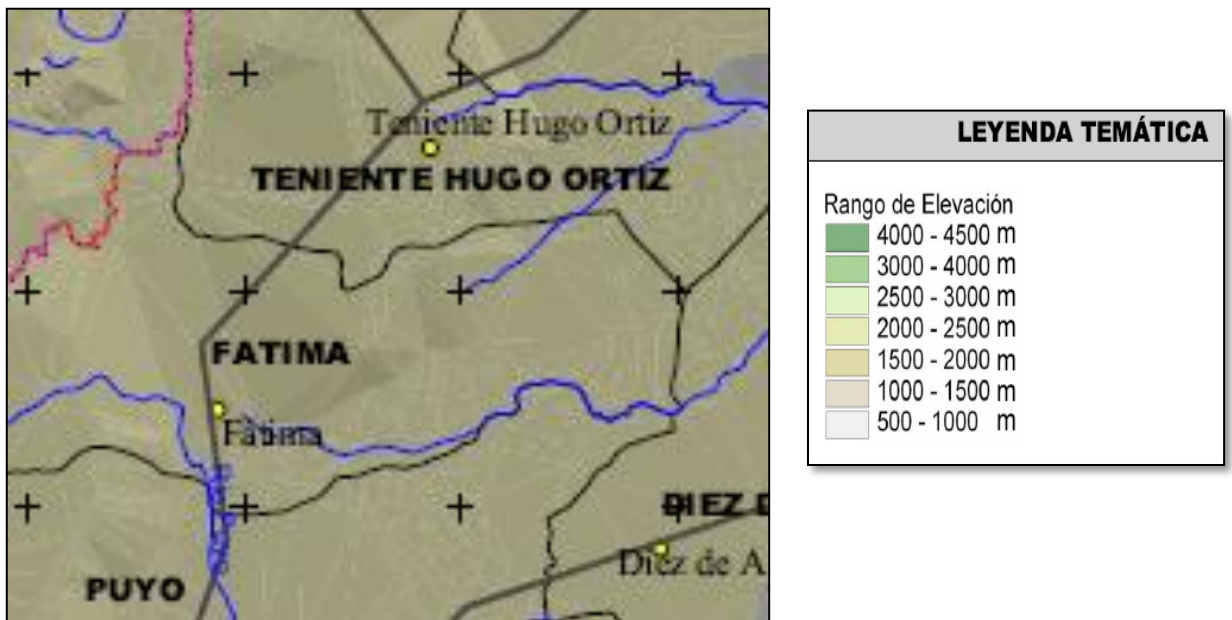 Teniente Hugo Ortiz
TENIENTE HUGO ORTIZ
FATIMA
Fàtima
DIEZ D
Diez de A
PUYO
LEYENDA TEMÁTICA
Rango de Elevación
4000 - 4500 m
3000 - 4000 m
2500 - 3000 m
2000 - 2500 m
1500 - 2000 m
1000 - 1500 m
500 - 1000 m